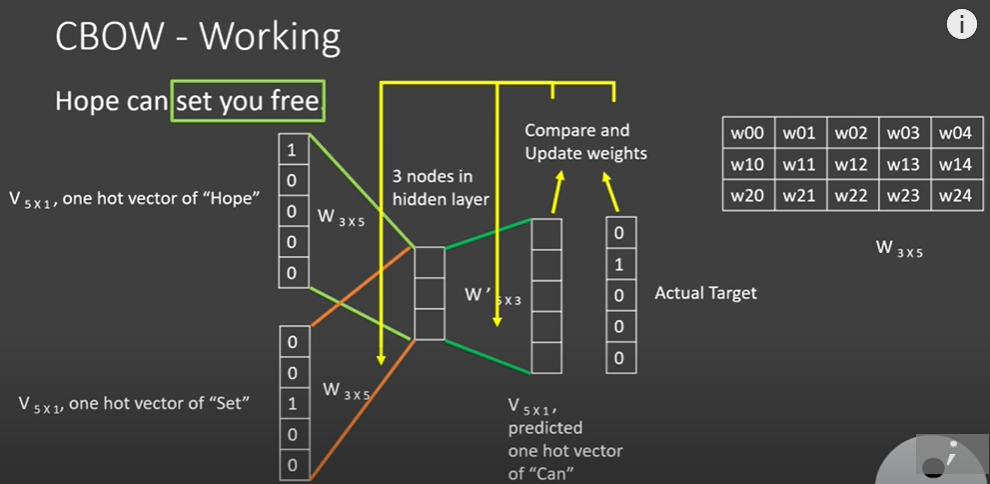 CBOW - Working
Hope can set you free.
V 5 X 1, one hot vector of “Hope”
1
0
0
0
0
W 3 X 5
3 nodes in
hidden layer
Compare and
Update weights
W’ 5 X 3
0
1
0
0
0
Actual Target
w00 w01 w02 w03 w04
w10 w11 w12 w13 w14
w20 w21 w22 w23 w24
W 3 X 5
V 5 X 1, one hot vector of “Set”
0
0
1
0
0
W 3 X 5
V 5 X 1,
predicted
one hot vector
of “Can”
i